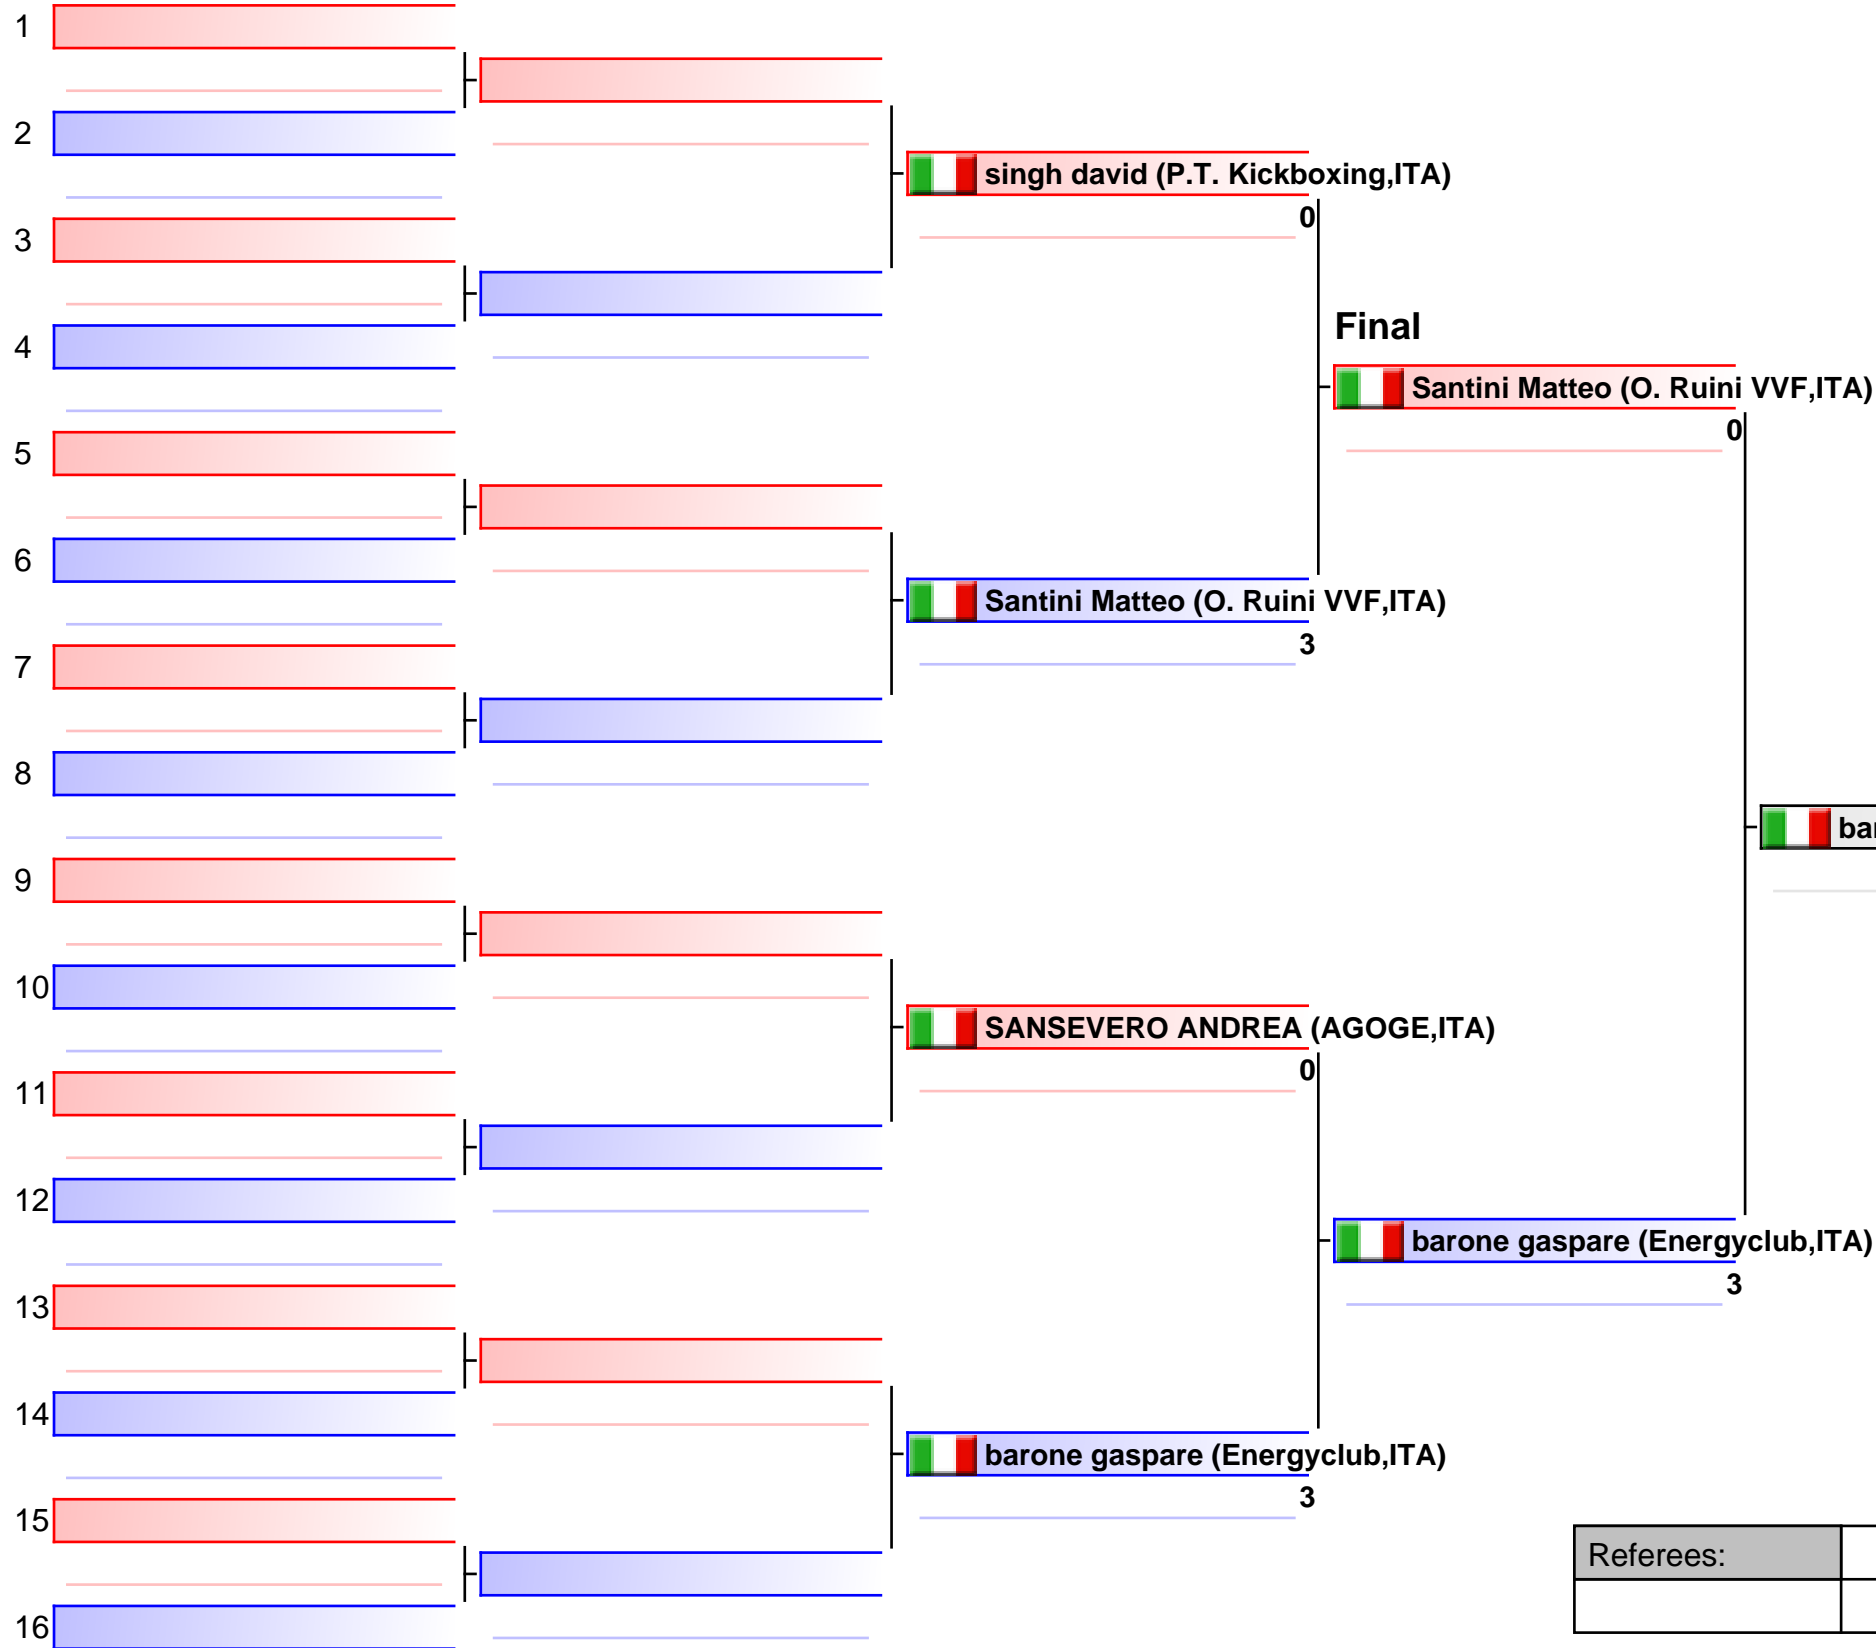 1
2
singh david (P.T. Kickboxing,ITA)
0
3
Final
4
Santini Matteo (O. Ruini VVF,ITA)
0
5
6
Santini Matteo (O. Ruini VVF,ITA)
3
7
8
9
10
SANSEVERO ANDREA (AGOGE,ITA)
0
11
12
barone gaspare (Energyclub,ITA)
3
13
14
barone gaspare (Energyclub,ITA)
3
15
Referees:
16